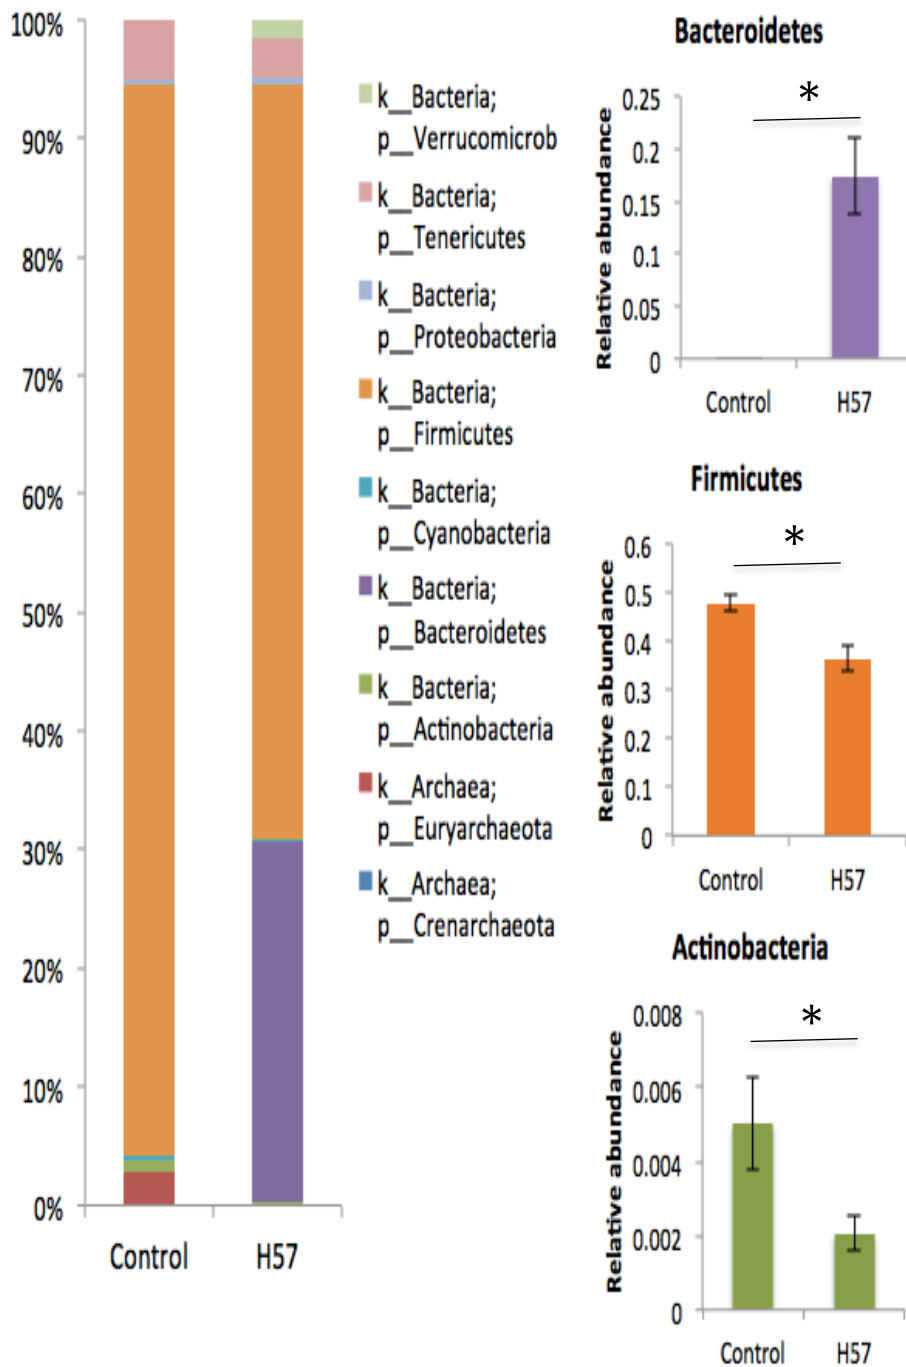 100%
90%
80%
70%
60%
50%
40%
30%
20%
10%
0%
Control
H57
k__Bacteria;
p__Verrucomicrob
k__Bacteria;
p__Tenericutes
k__Bacteria;
p__Proteobacteria
k__Bacteria;
p__Firmicutes
k__Bacteria;
p__Cyanobacteria
k__Bacteria;
p__Bacteroidetes
k__Bacteria;
p__Actinobacteria
k__Archaea;
p__Euryarchaeota
k__Archaea;
p__Crenarchaeota
Bacteroidetes
Relative abundance
0.25
0.2
0.15
0.1
0.05
0
*
Control
H57
Firmicutes
Relative abundance
0.6
0.5
0.4
0.3
0.2
0.1
0
*
Control
H57
Actinobacteria
Relative abundance
0.008
0.006
0.004
0.002
0
*
Control
H57